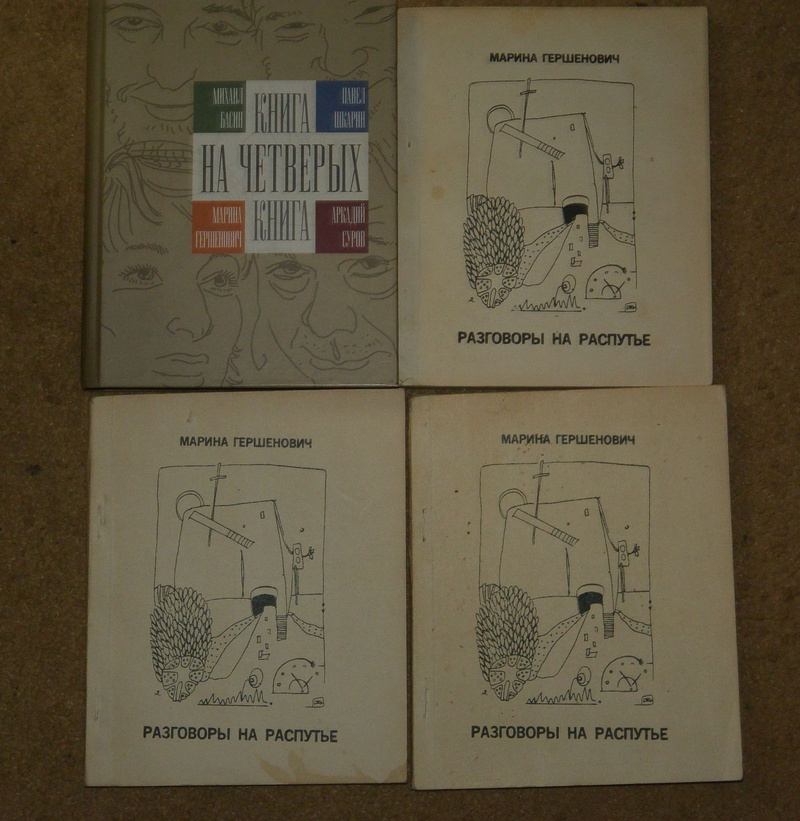 МИХАИЛ
БАСИН
КНИГА
ПАВЕЛ
ШКАРИН
НА ЧЕТВЕРЫХ
МАРИНА
ГЕРШЕНОВИЧ
КНИГА
АРКАДИЙ
СУРОВ
МАРИНА ГЕРШЕНОВИЧ
РАЗГОВОРЫ НА РАСПУТЬЕ
МАРИНА ГЕРШЕНОВИЧ
РАЗГОВОРЫ НА РАСПУТЬЕ
МАРИНА ГЕРШЕНОВИЧ
РАЗГОВОРЫ НА РАСПУТЬЕ